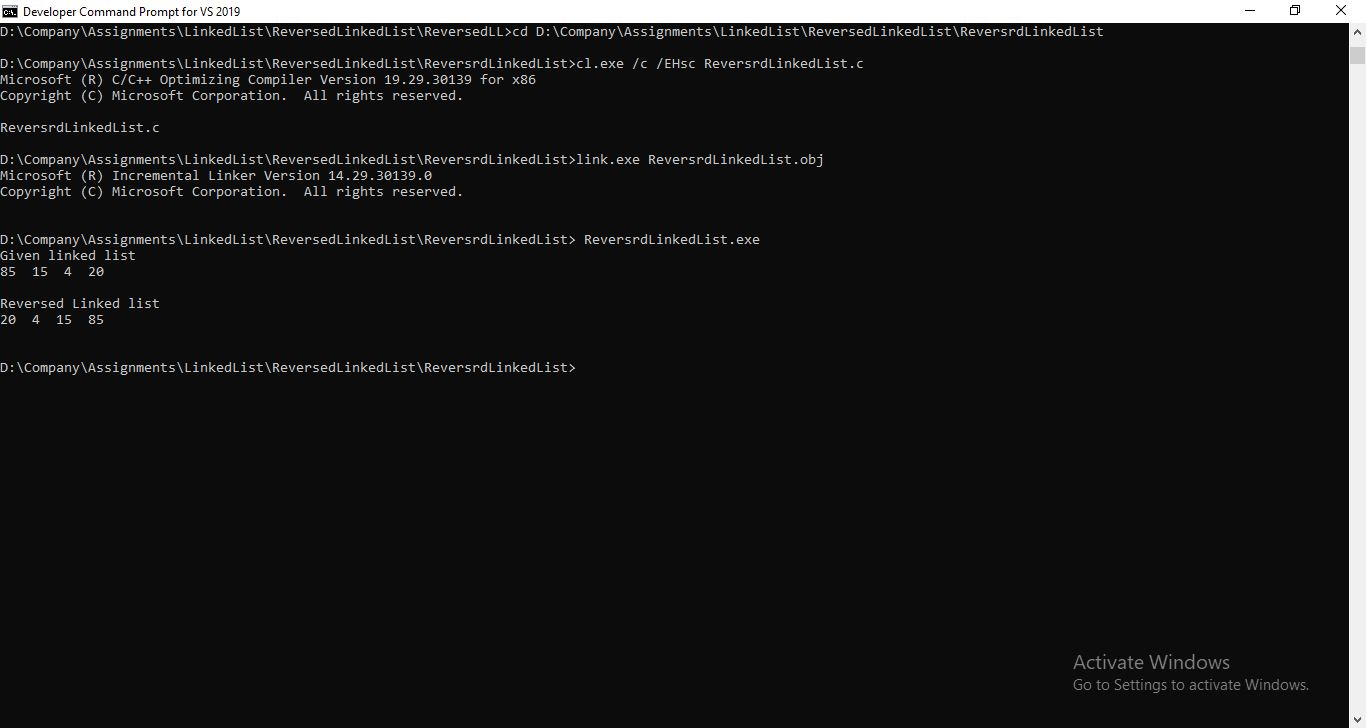 Developer Command Prompt for VS 2019
D:\Company\Assignments\LinkedList\ReversedLinkedList\ReversedLL>cd D:\Company\Assignments\LinkedList\ReversedLinkedList\ReversrdLinkedList
D:\Company\Assignments\LinkedList\ReversedLinkedList\ReversrdLinkedList>cl.exe /c /EHsc ReversrdLinkedList.c
Microsoft (R) C/C++ Optimizing Compiler Version 19.29.30139 for x86
Copyright (C) Microsoft Corporation.  All rights reserved.
ReversrdLinkedList.c
D:\Company\Assignments\LinkedList\ReversedLinkedList\ReversrdLinkedList>link.exe ReversrdLinkedList.obj
Microsoft (R) Incremental Linker Version 14.29.30139.0
Copyright (C) Microsoft Corporation.  All rights reserved.
D:\Company\Assignments\LinkedList\ReversedLinkedList\ReversrdLinkedList> ReversrdLinkedList.exe
Given linked list
85  15  4  20
Reversed Linked list
20  4  15  85
D:\Company\Assignments\LinkedList\ReversedLinkedList\ReversrdLinkedList>
Activate Windows
Go to Settings to activate Windows.